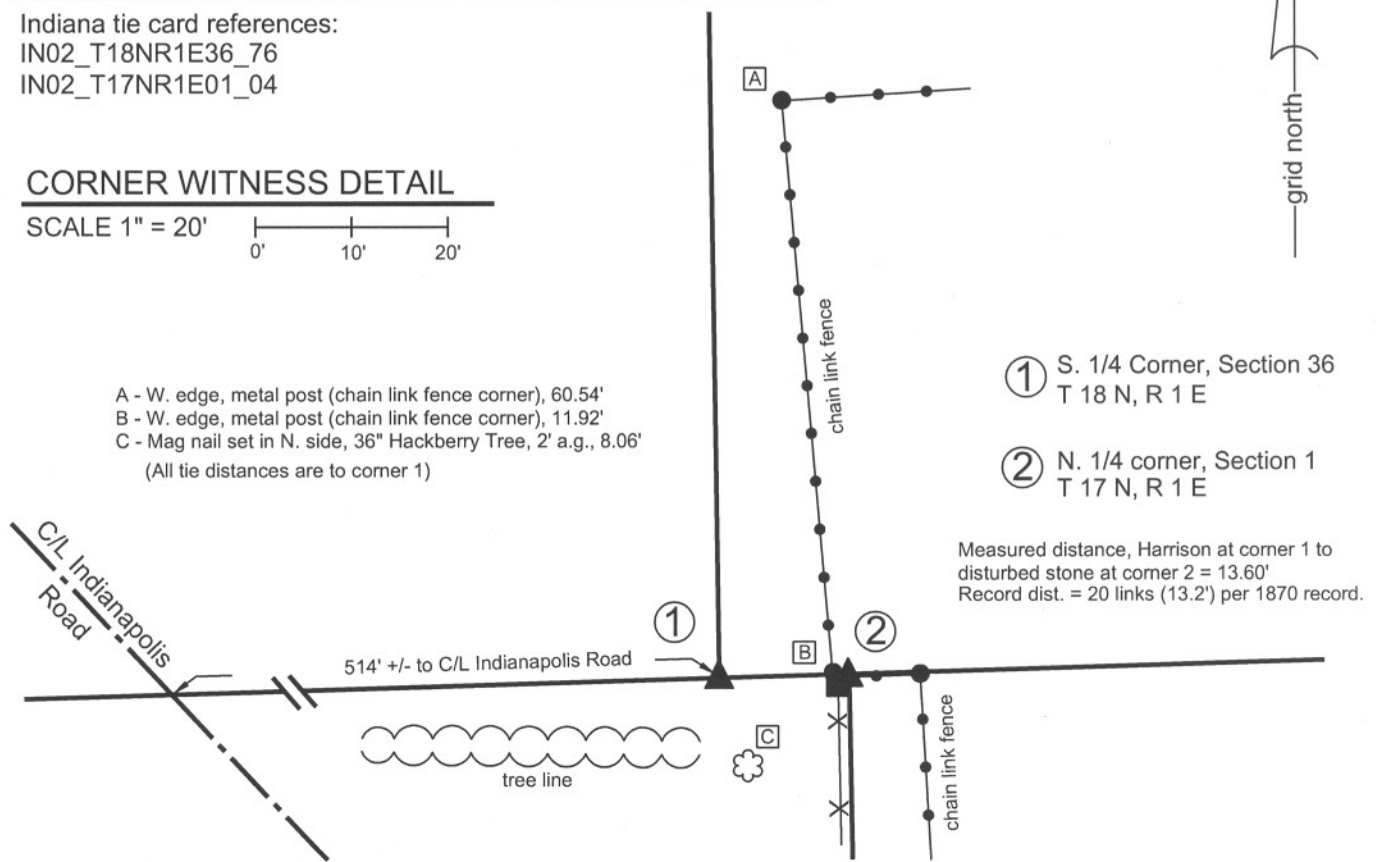 Indiana tie card references:
IN02_T18NR1E36_76
IN02_T17NR1E01_04
CORNER WITNESS DETAIL
SCALE 1" = 20'
0' 10' 20'
A
grid north
chain link fence
A - W. edge, metal post (chain link fence corner), 60.54'
B - W. edge, metal post (chain link fence corner), 11.92'
C - Mag nail set in N. side, 36" Hackberry Tree, 2' a.g., 8.06'
(All tie distances are to corner 1)
1 S. 1/4 Corner, Section 36
T 18 N, R 1 E
2 N. 1/4 corner, Section 1
T 17 N, R 1 E
Measured distance, Harrison at corner 1 to
disturbed stone at corner 2 = 13.60'
Record dist. = 20 links (13.2') per 1870 record.
C/L Indianapolis
Road
1
2
514' +/- to C/L Indianapolis Road
B
C
tree line
chain link fence